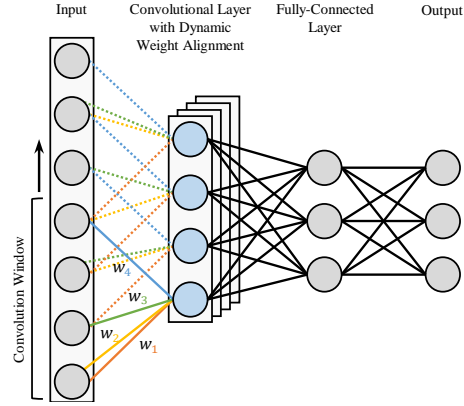 Input
Convolutional Layer
with Dynamic
Weight Alignment
Fully-Connected
Layer
Output
Convolution Window
w4
w3
w2
w1